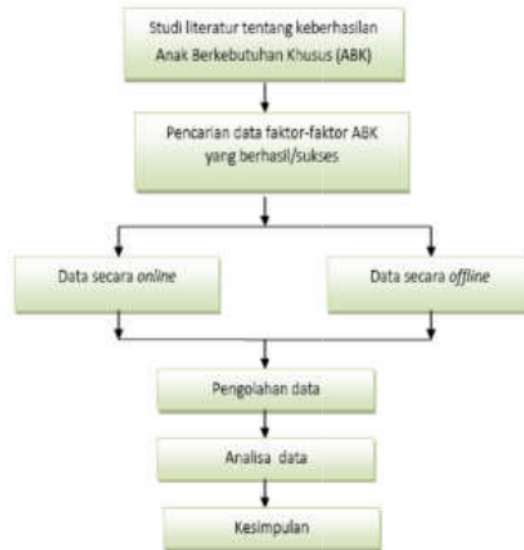 Studi literatur tentang keberhasilan
Anak Berkebutuhan Khusus (ABK)
Pencarian data faktor-faktor ABK
yang berhasil/sukses
Data secara online
Data secara offline
Pengolahan data
Analisa data
Kesimpulan